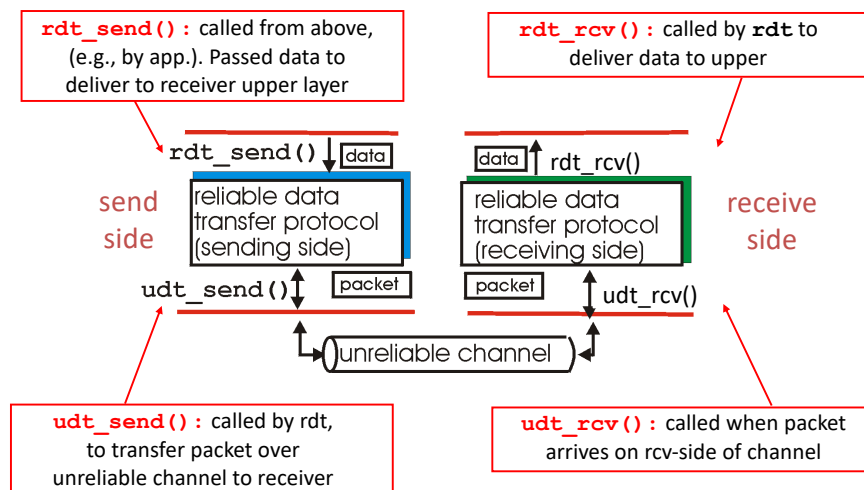 rdt_send(): called from above,
(e.g., by app.). Passed data to
deliver to receiver upper layer
rdt_rcv(): called by rdt to
deliver data to upper
rdt_send()
data
data
rdt_rcv()
send
side
reliable data
transfer protocol
(sending side)
reliable data
transfer protocol
(receiving side)
receive
side
udt_send()
packet
packet
udt_rcv()
unreliable channel
udt_send(): called by rdt,
to transfer packet over
unreliable channel to receiver
udt_rcv(): called when packet
arrives on rcv-side of channel